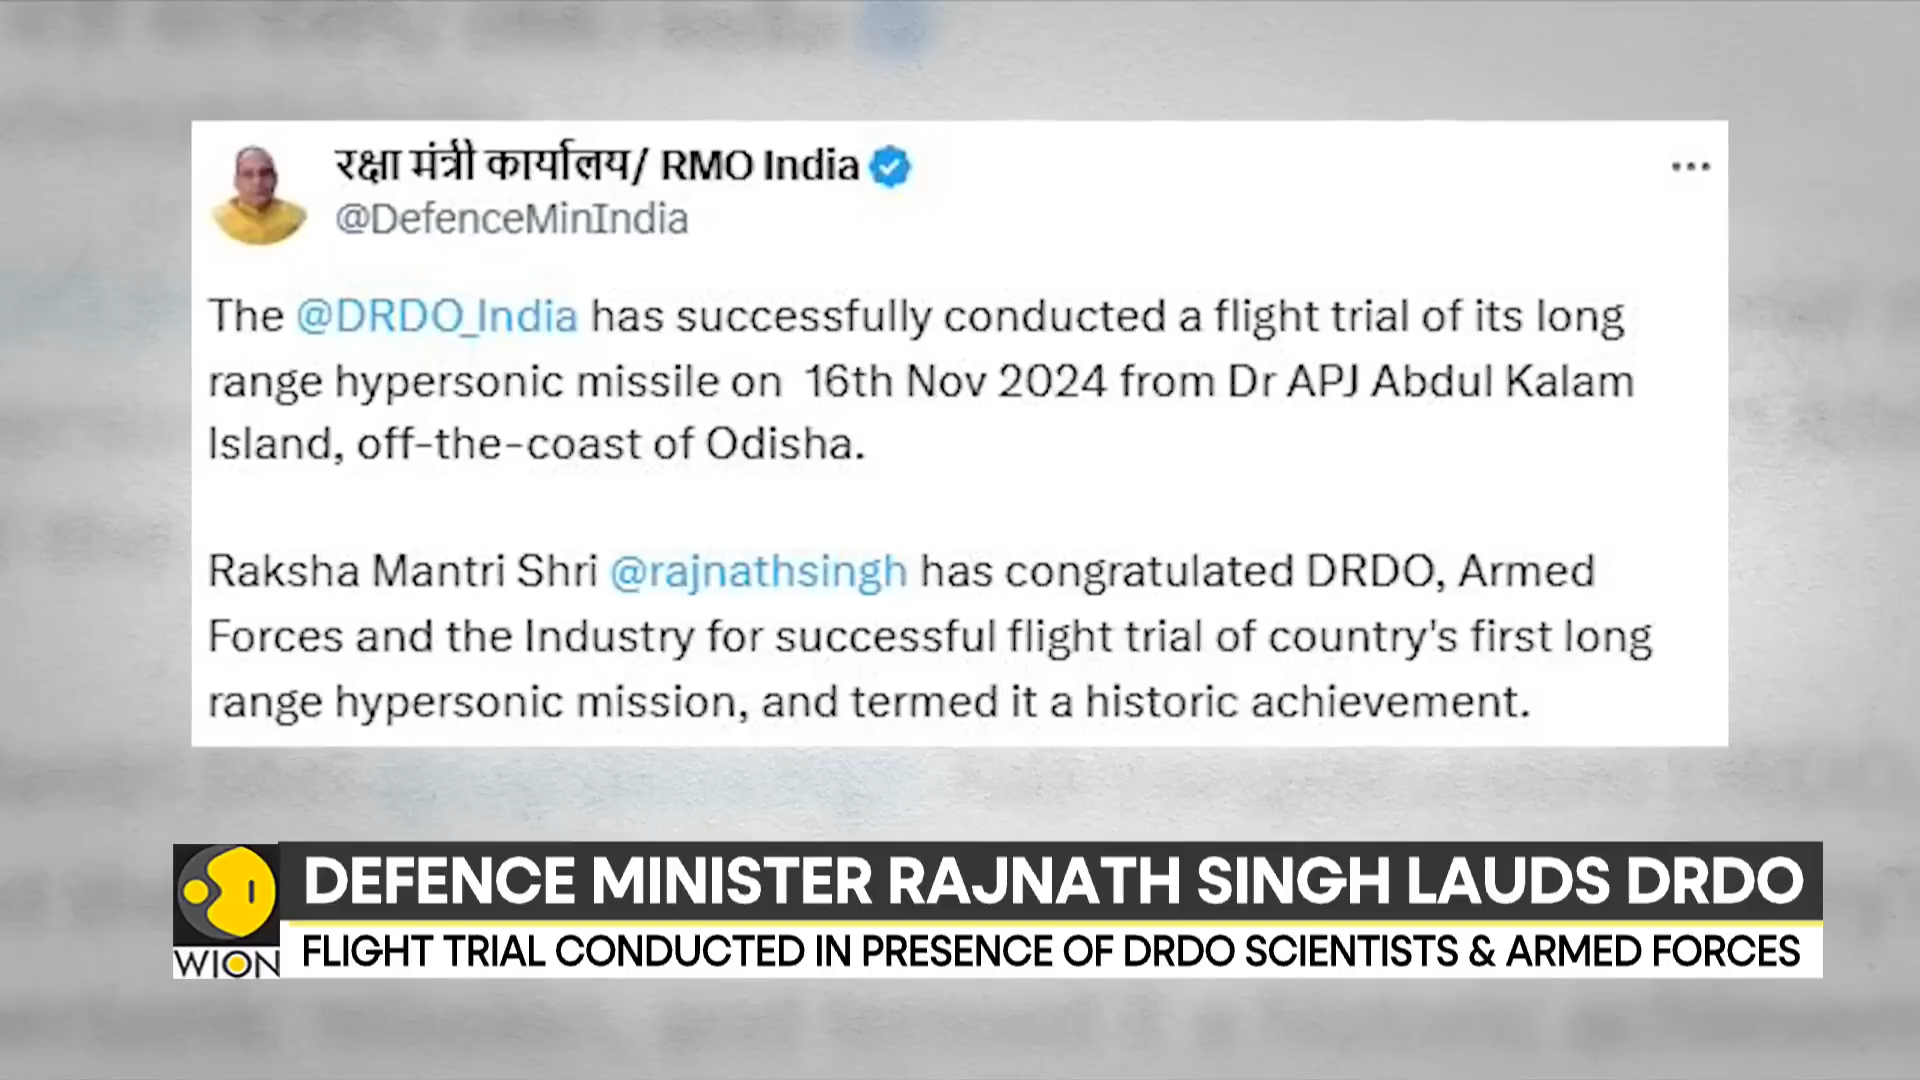 रक्षा मंत्री कार्यालय/ RMO India
@DefenceMinIndia
The @DRDO_India has successfully conducted a flight trial of its long
range hypersonic missile on 16th Nov 2024 from Dr APJ Abdul Kalam
Island, off-the-coast of Odisha.
Raksha Mantri Shri @rajnathsingh has congratulated DRDO, Armed
Forces and the Industry for successful flight trial of country's first long
range hypersonic mission, and termed it a historic achievement.
DEFENCE MINISTER RAJNATH SINGH LAUDS DRDO
FLIGHT TRIAL CONDUCTED IN PRESENCE OF DRDO SCIENTISTS & ARMED FORCES
WION